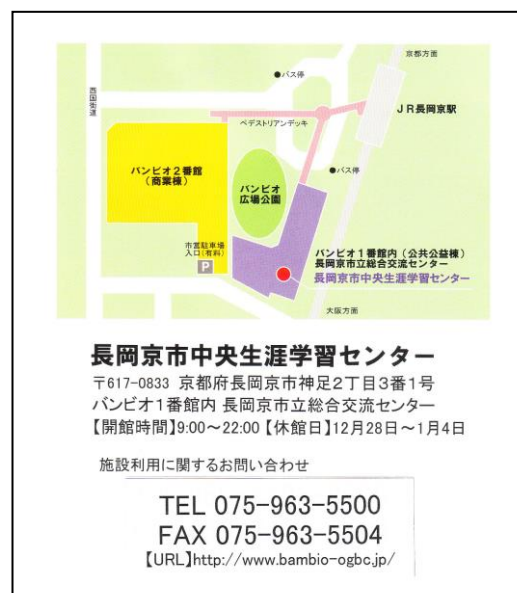 京都方面
●バス停
西国街道
JR長岡京駅
ペデストリアンデッキ
バンビオ2番館
(商業棟)
バンビオ
広場公園
●バス停
市営駐車場
入口(有料)
P
バンビオ1番館内(公共公益棟)
長岡京市立総合交流センター
長岡京市中央生涯学習センター
大阪方面
長岡京市中央生涯学習センター
〒617-0833 京都府長岡京市神足2丁目3番1号
バンビオ1番館内 長岡京市立総合交流センター
【開館時間】9:00～22:00【休館日】12月28日～1月4日
施設利用に関するお問い合わせ
TEL 075-963-5500
FAX 075-963-5504
【URL】http://www.bambio-ogbc.jp/